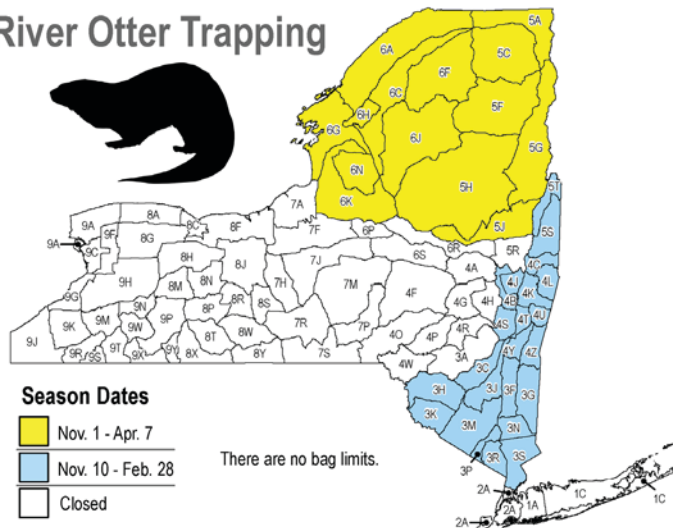 River Otter Trapping
5A
6A
5C
6F
6C
5F
6H
6G
6J
5G
6N
5H
6K
5T
7A
5J
5S
9A
8A
8C
8F
7F
6P
6R
5R
9A
9F
9C
8G
6S
4C
8H
8J
7J
4A
4J
4K
4L
9H
8M
8N
7H
7M
4F
4G
4H
4B
9G
9N
8P
8R
8S
4S
4T
4U
9K
9M
9W
9P
8T
8W
7R
7P
4O
4P
4R
4Y
4Z
9J
9R
9S
9T
9X
9Y
8X
8Y
7S
4W
3A
3C
3H
3J
3F
3G
3K
3M
3N
3P
3R
3S
2A
1C
1C
2A
1A
2A
Season Dates
Nov. 1 - Apr. 7
Nov. 10 - Feb. 28
There are no bag limits.
Closed